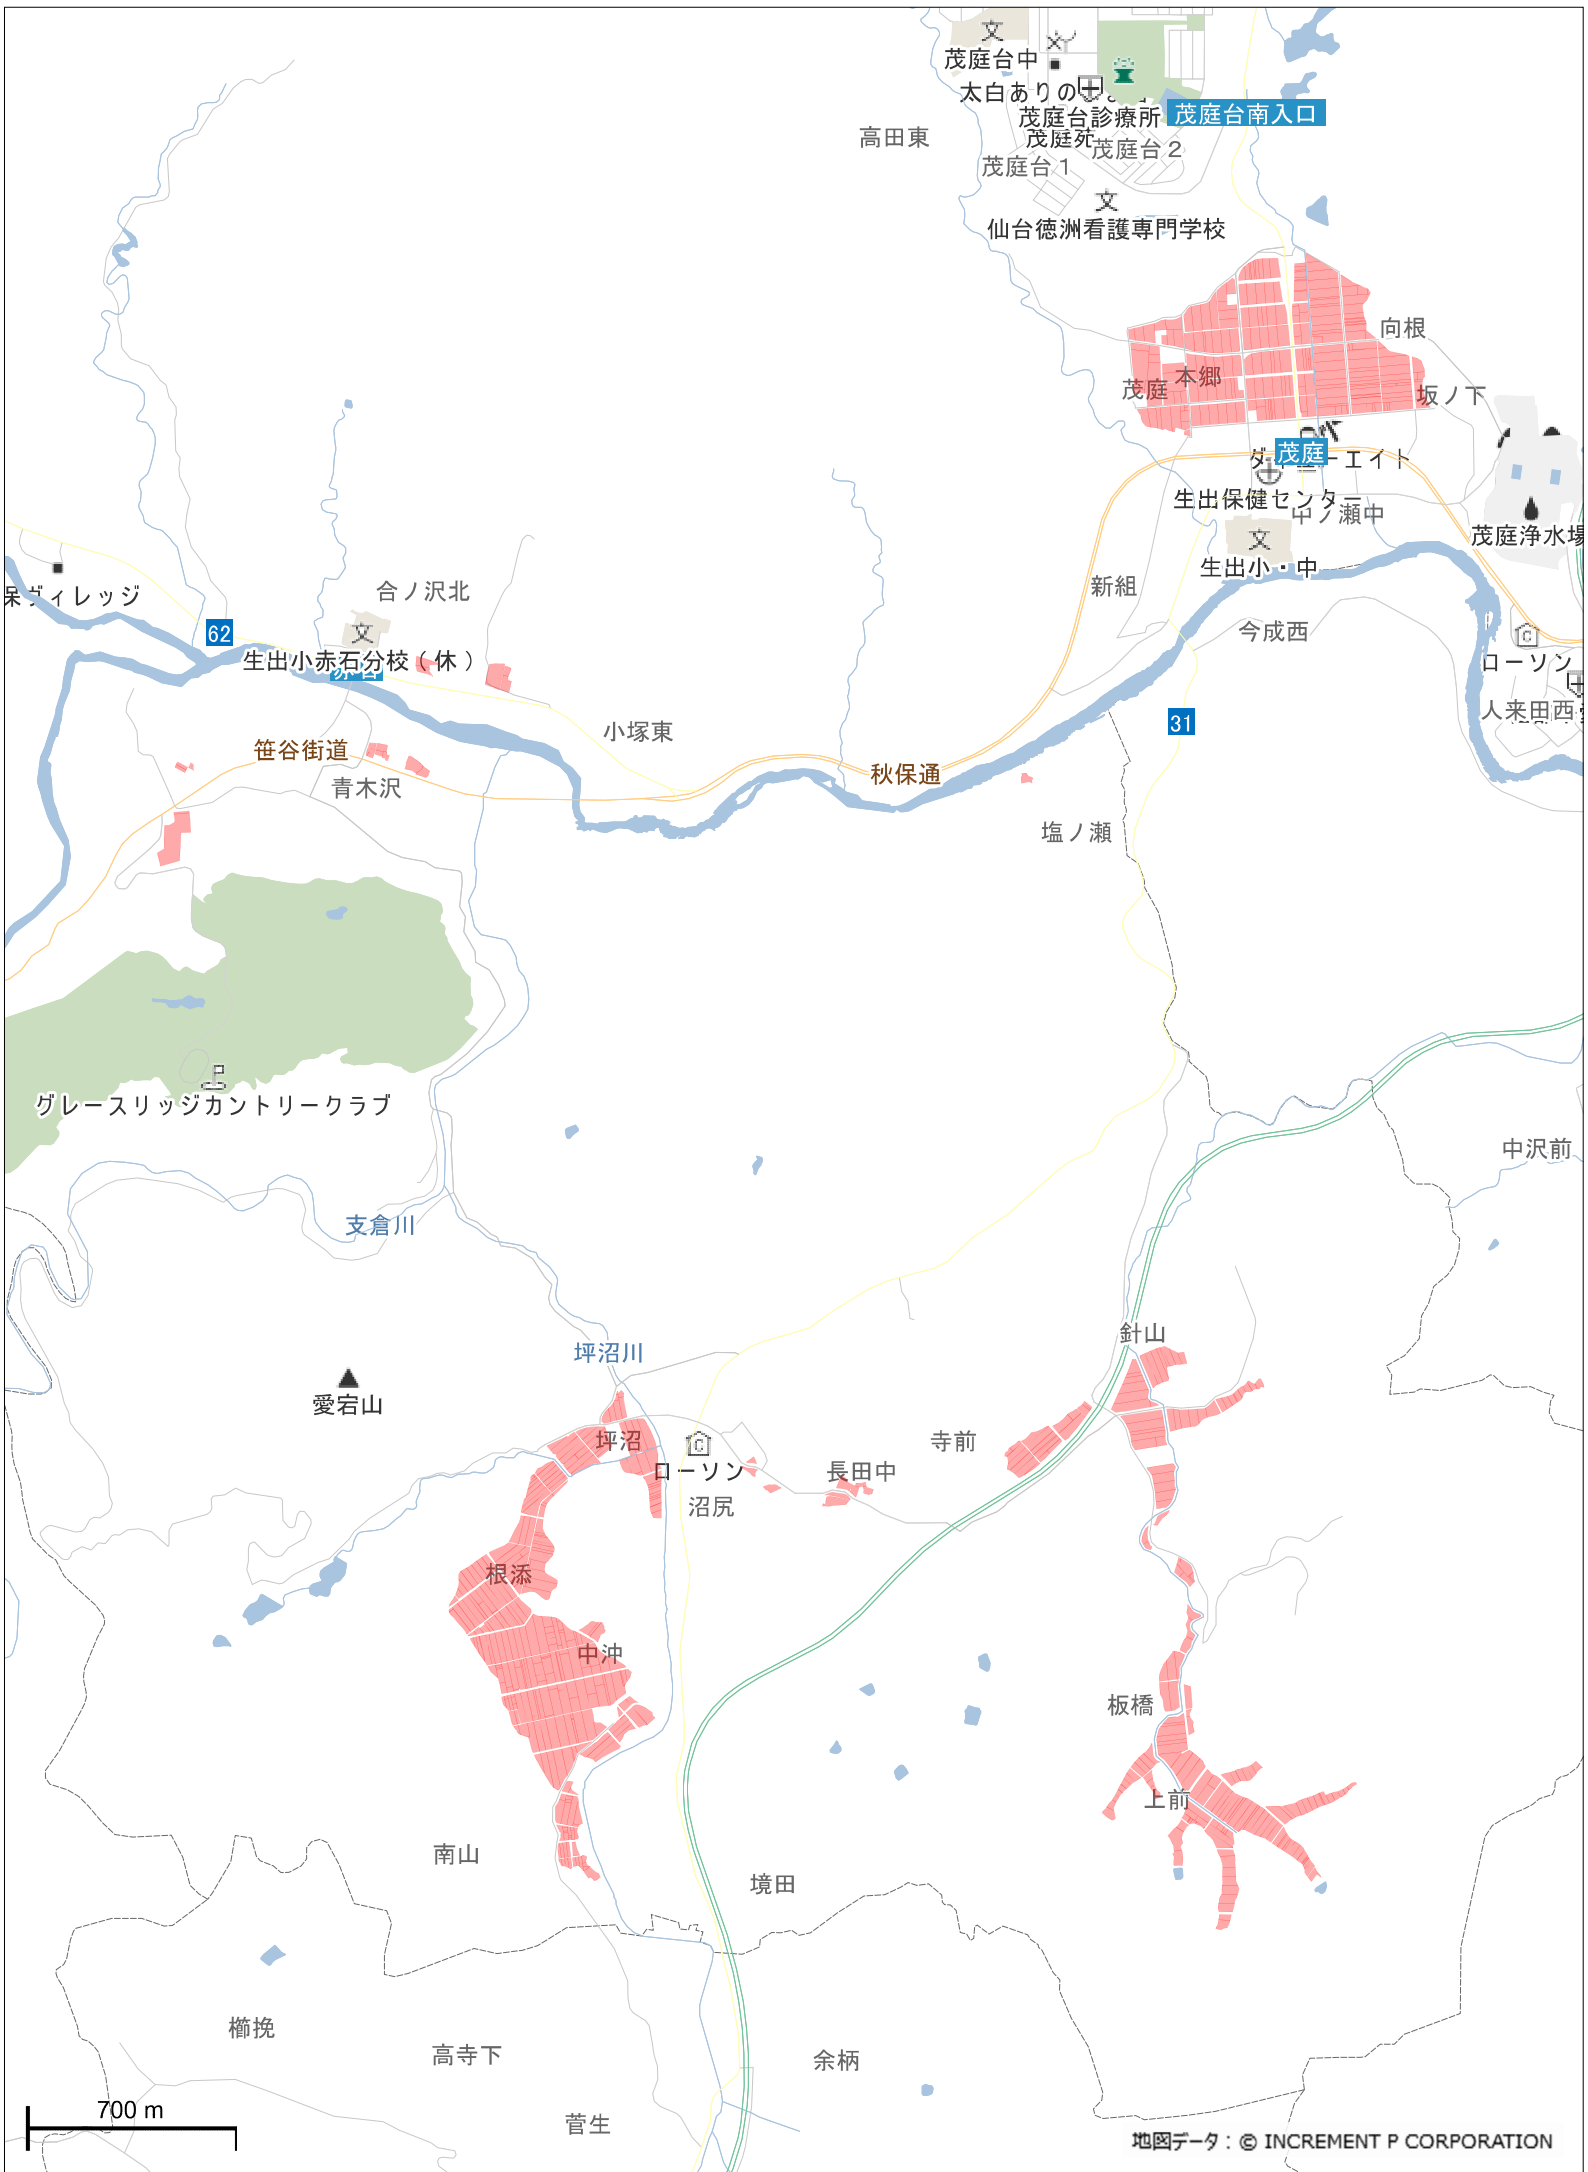 茂庭台中
太白ありの
茂庭台診療所
茂庭台南入口
茂庭苑
高田東
茂庭台2
茂庭台1
仙台徳洲看護専門学校
向根
本郷
茂庭
坂ノ下
茂庭
エイト
生出保健センター
中ノ瀬中
茂庭浄水場
生出小・中
新組
合ノ沢北
保ヴィレッジ
62
今成西
生出小赤石分校(休)
赤石
ローソン
人来田西
31
小塚東
笹谷街道
秋保通
青木沢
塩ノ瀬
グレースリッジカントリークラブ
中沢前
支倉川
針山
坪沼川
愛宕山
坪沼
寺前
ローソン
長田中
沼尻
根添
中沖
板橋
上前
南山
境田
櫛挽
高寺下
余柄
700 m
菅生
地図データ:© INCREMENT P CORPORATION